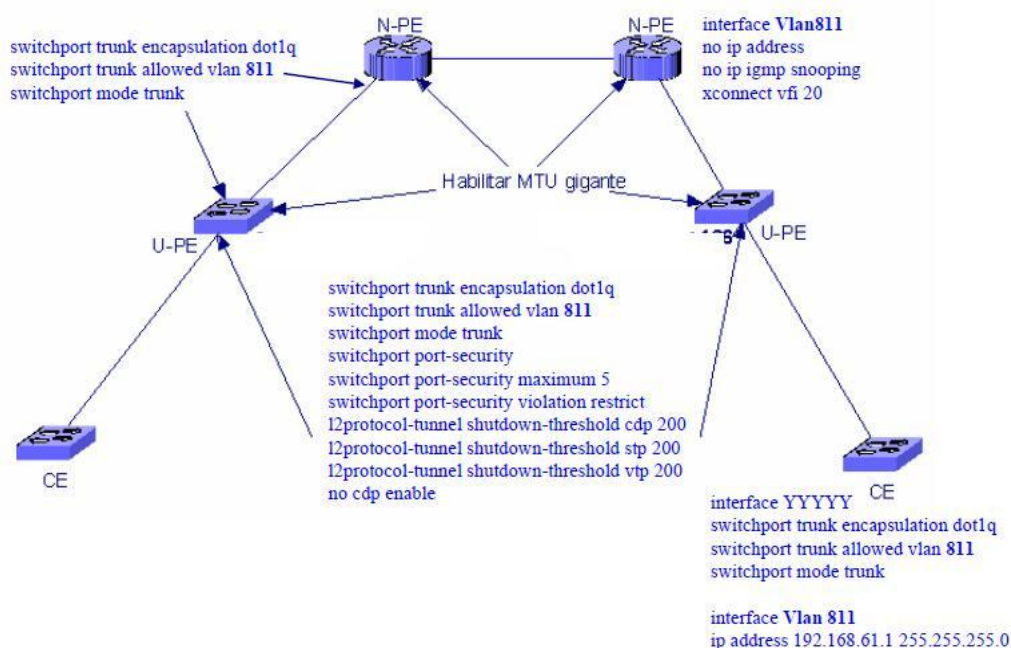 N-PE
N-PE
switchport trunk encapsulation dot1q
switchport trunk allowed vlan 811
switchport mode trunk
interface Vlan811
no ip address
no ip igmp snooping
xconnect vfi 20
Habilitar MTU gigante
U-PE
U-PE
switchport trunk encapsulation dot1q
switchport trunk allowed vlan 811
switchport mode trunk
switchport port-security
switchport port-security maximum 5
switchport port-security violation restrict
l2protocol-tunnel shutdown-threshold cdp 200
l2protocol-tunnel shutdown-threshold stp 200
l2protocol-tunnel shutdown-threshold vtp 200
no cdp enable
CE
CE
interface YYYYY
switchport trunk encapsulation dot1q
switchport trunk allowed vlan 811
switchport mode trunk
interface Vlan 811
ip address 192.168.61.1 255.255.255.0